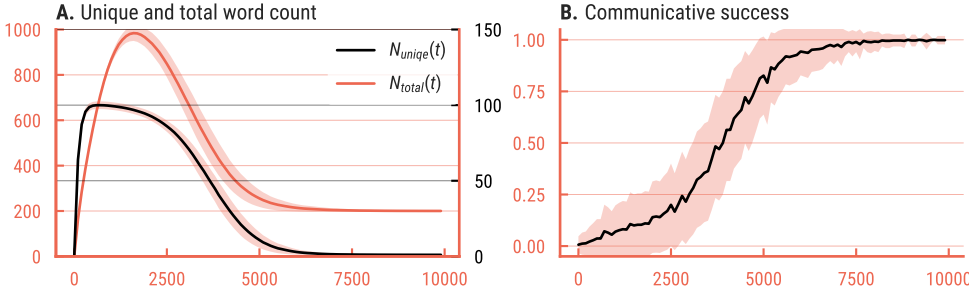 A. Unique and total word count
1000
800
600
400
200
0
150
100
50
0
N_uniqe(t)
N_total(t)
0 2500 5000 7500 10000
B. Communicative success
1.00
0.75
0.50
0.25
0.00
0 2500 5000 7500 10000